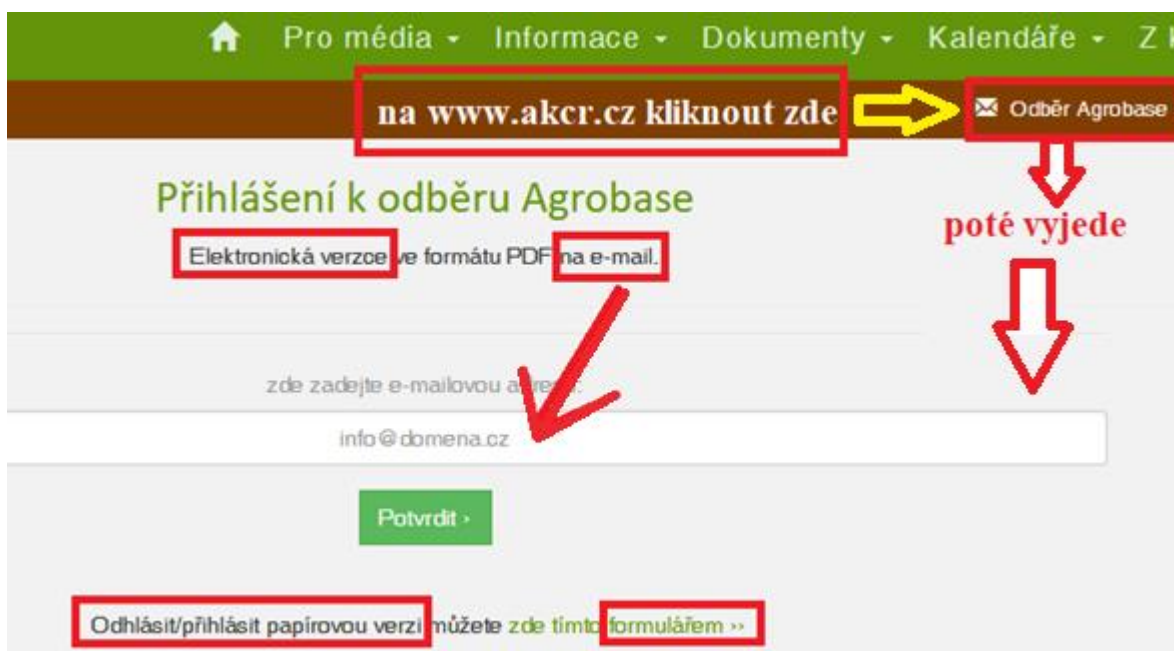 Pro média Informace Dokumenty Kalendáře Z
na www.akcr.cz kliknout zde Odběr Agrobase
Přihlášení k odběru Agrobase
poté vyjede
Elektronická verzce ve formátu PDF na e-mail.
zde zadejte e-mailovou
info@domena.cz
Potvrdit ›
Odhlásit/přihlásit papírovou verzi můžete zde tímto formulářem ››